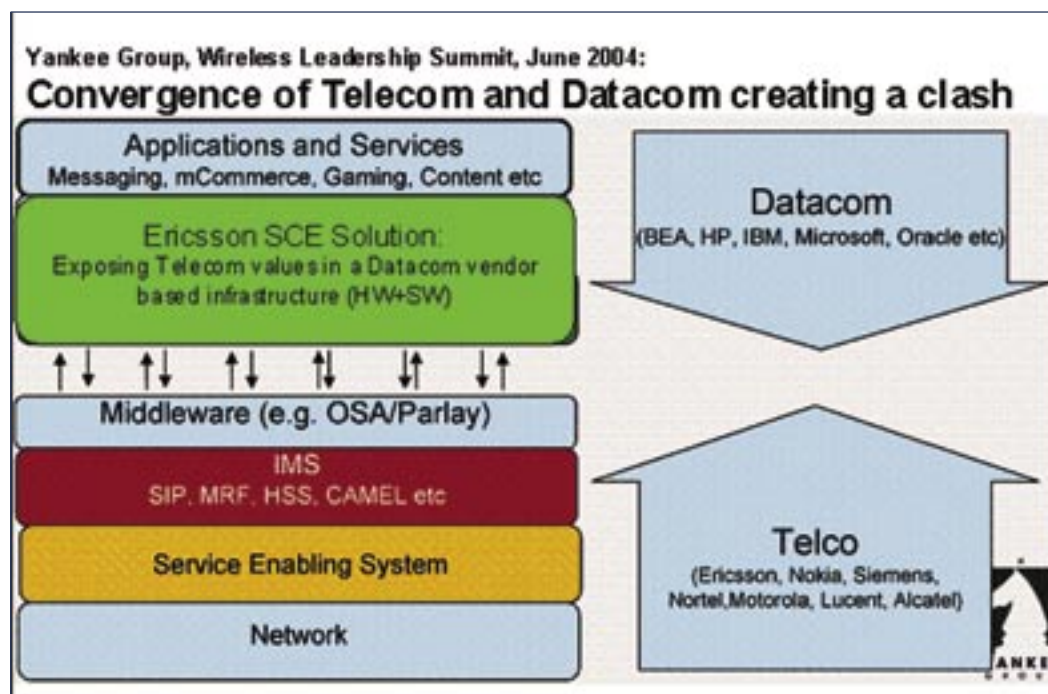 Yankee Group, Wireless Leadership Summit, June 2004:
Convergence of Telecom and Datacom creating a clash
Applications and Services
Messaging, mCommerce, Gaming, Content etc
Ericsson SCE Solution:
Exposing Telecom values in a Datacom vendor
based infrastructure (HW+SW)
Middleware (e.g. OSA/Parlay)
IMS
SIP, MRF, HSS, CAMEL etc
Service Enabling System
Network
Datacom
(BEA, HP, IBM, Microsoft, Oracle etc)
Telco
(Ericsson, Nokia, Siemens,
Nortel,Motorola, Lucent, Alcatel)
ANKE
GROU